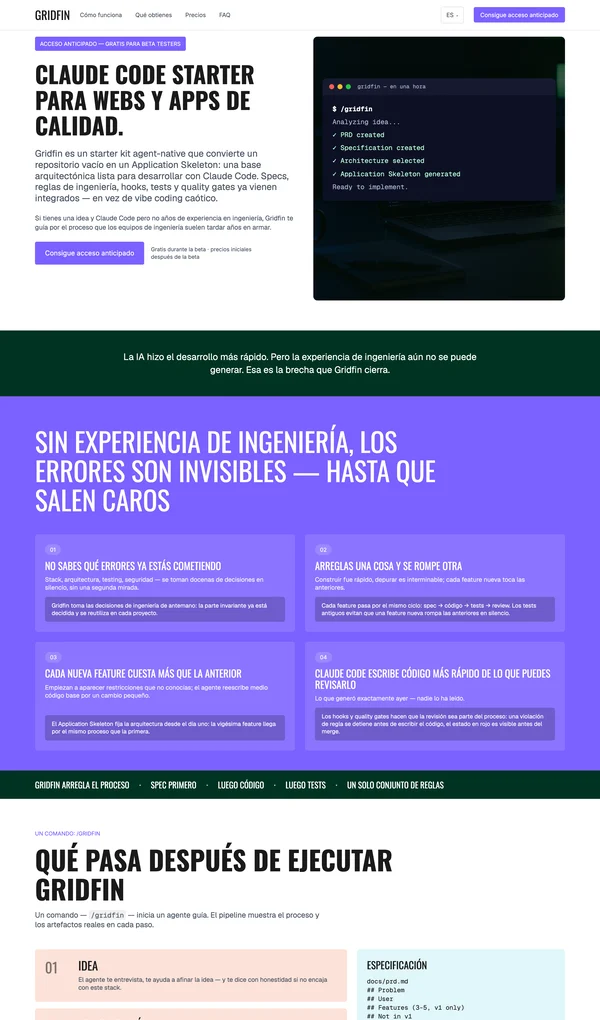 GRIDFIN
Cómo funciona
Qué obtienes
Precios
FAQ
ES
Consigue acceso anticipado
ACCESO ANTICIPADO — GRATIS PARA BETA TESTERS
CLAUDE CODE STARTER
PARA WEBS Y APPS DE
CALIDAD.
Gridfin es un starter kit agent-native que convierte un
repositorio vacío en un Application Skeleton: una base
arquitectónica lista para desarrollar con Claude Code. Specs,
reglas de ingeniería, hooks, tests y quality gates ya vienen
integrados — en vez de vibe coding caótico.
Si tienes una idea y Claude Code pero no años de experiencia en ingeniería, Gridfin te
guía por el proceso que los equipos de ingeniería suelen tardar años en armar.
Consigue acceso anticipado
Gratis durante la beta · precios iniciales
después de la beta
gridfin — en una hora
$ /gridfin
Analyzing idea...
✓ PRD created
✓ Specification created
✓ Architecture selected
✓ Application Skeleton generated
Ready to implement.
La IA hizo el desarrollo más rápido. Pero la experiencia de ingeniería aún no se puede
generar. Esa es la brecha que Gridfin cierra.
SIN EXPERIENCIA DE INGENIERÍA, LOS
ERRORES SON INVISIBLES — HASTA QUE
SALEN CAROS
01
NO SABES QUÉ ERRORES YA ESTÁS COMETIENDO
Stack, arquitectura, testing, seguridad — se toman docenas de decisiones en
silencio, sin una segunda mirada.
Gridfin toma las decisiones de ingeniería de antemano: la parte invariante ya está
decidida y se reutiliza en cada proyecto.
02
ARREGLAS UNA COSA Y SE ROMPE OTRA
Construir fue rápido, depurar es interminable; cada feature nueva toca las
anteriores.
Cada feature pasa por el mismo ciclo: spec → código → tests → review. Los tests
antiguos evitan que una feature nueva rompa las anteriores en silencio.
03
CADA NUEVA FEATURE CUESTA MÁS QUE LA ANTERIOR
Empiezan a aparecer restricciones que no conocías; el agente reescribe medio
código base por un cambio pequeño.
El Application Skeleton fija la arquitectura desde el día uno: la vigésima feature llega
por el mismo proceso que la primera.
04
CLAUDE CODE ESCRIBE CÓDIGO MÁS RÁPIDO DE LO QUE PUEDES
REVISARLO
Lo que generó exactamente ayer — nadie lo ha leído.
Los hooks y quality gates hacen que la revisión sea parte del proceso: una violación
de regla se detiene antes de escribir el código, el estado en rojo es visible antes del
merge.
GRIDFIN ARREGLA EL PROCESO · SPEC PRIMERO · LUEGO CÓDIGO · LUEGO TESTS · UN SOLO CONJUNTO DE REGLAS
UN COMANDO: /GRIDFIN
QUÉ PASA DESPUÉS DE EJECUTAR
GRIDFIN
Un comando — /gridfin — inicia un agente guía. El pipeline muestra el proceso y
los artefactos reales en cada paso.
01
IDEA
El agente te entrevista, te ayuda a afinar la idea — y te dice con honestidad si no encaja
con este stack.
ESPECIFICACIÓN
docs/prd.md
## Problem
## User
## Features (3-5, v1 only)
## Not in v1